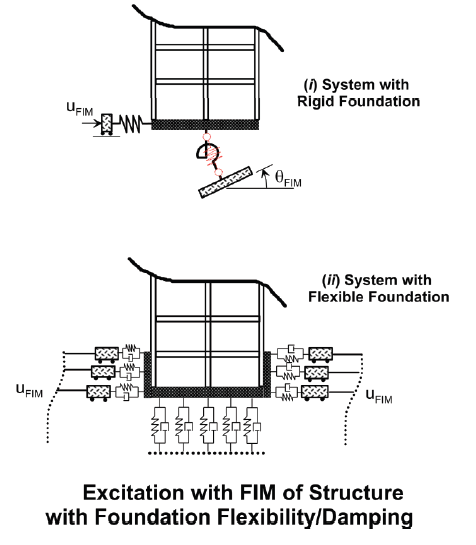 (i) System with
Rigid Foundation
uFIM
θFIM
(ii) System with
Flexible Foundation
uFIM
uFIM
Excitation with FIM of Structure
with Foundation Flexibility/Damping